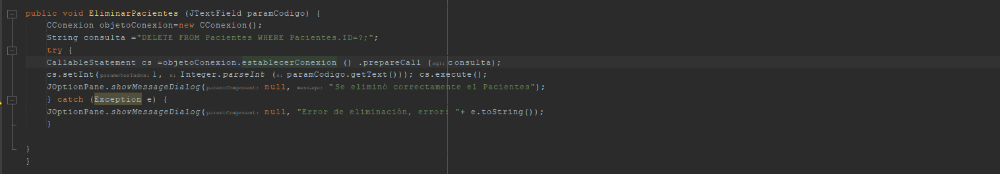 public void EliminarPacientes (JTextField paramCodigo) {
CConexion objetoConexion=new CConexion();
String consulta ="DELETE FROM Pacientes WHERE Pacientes.ID=?;";
try {
CallableStatement cs =objetoConexion.establecerConexion () .prepareCall ( sql: consulta);
cs.setInt( parameterIndex: 1, x: Integer.parseInt ( s: paramCodigo.getText())); cs.execute();
JOptionPane.showMessageDialog( parentComponent: null, message: "Se eliminó correctamente el Pacientes");
} catch (Exception e) {
JOptionPane.showMessageDialog( parentComponent: null, "Error de eliminación, error: "+ e.toString());
}
}
}